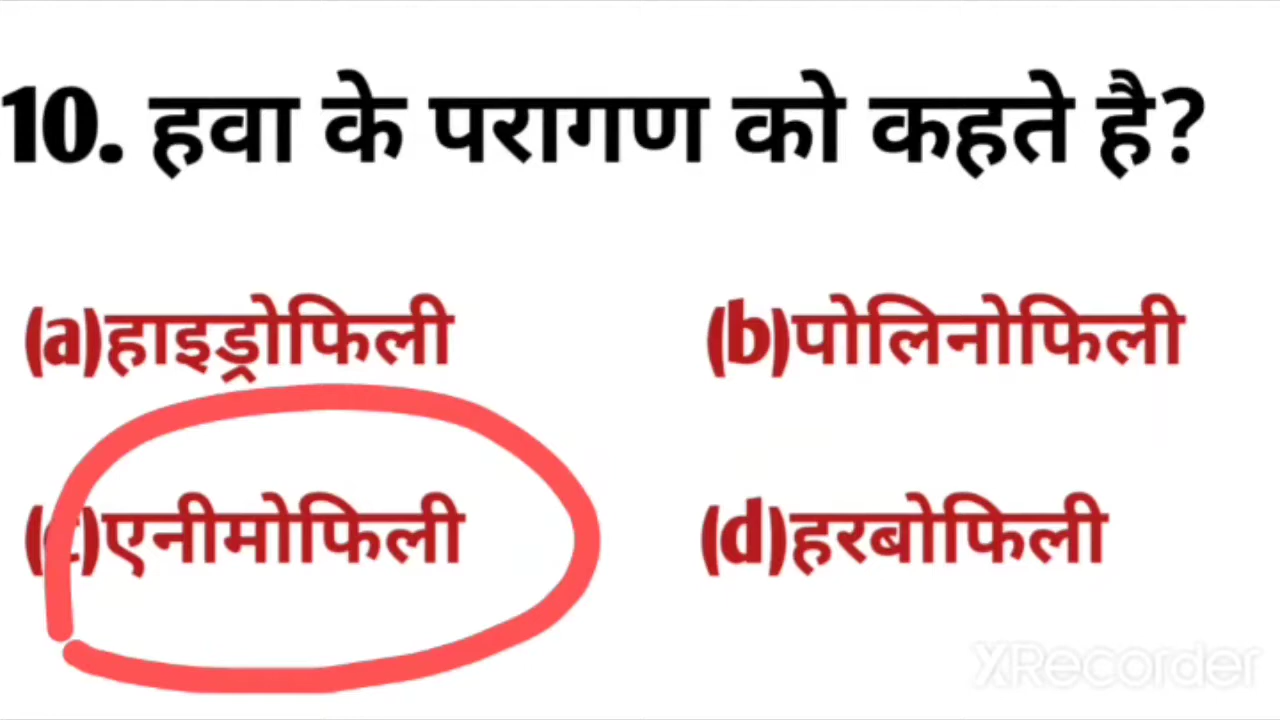 10. हवा के परागण को कहते है?
(a)हाइड्रोफिली (b)पोलिनोफिली
(c)एनीमोफिली (d)हरबोफिली
XRecorder